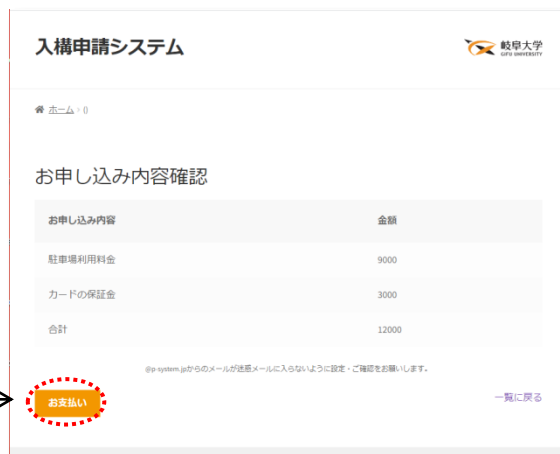 入構申請システム
岐阜大学
GIFU UNIVERSITY
ホーム › ()
お申し込み内容確認
お申し込み内容 金額
駐車場利用料金 9000
カードの保証金 3000
合計 12000
@p-system.jpからのメールが迷惑メールに入らないように設定・ご確認をお願いします。
お支払い 一覧に戻る